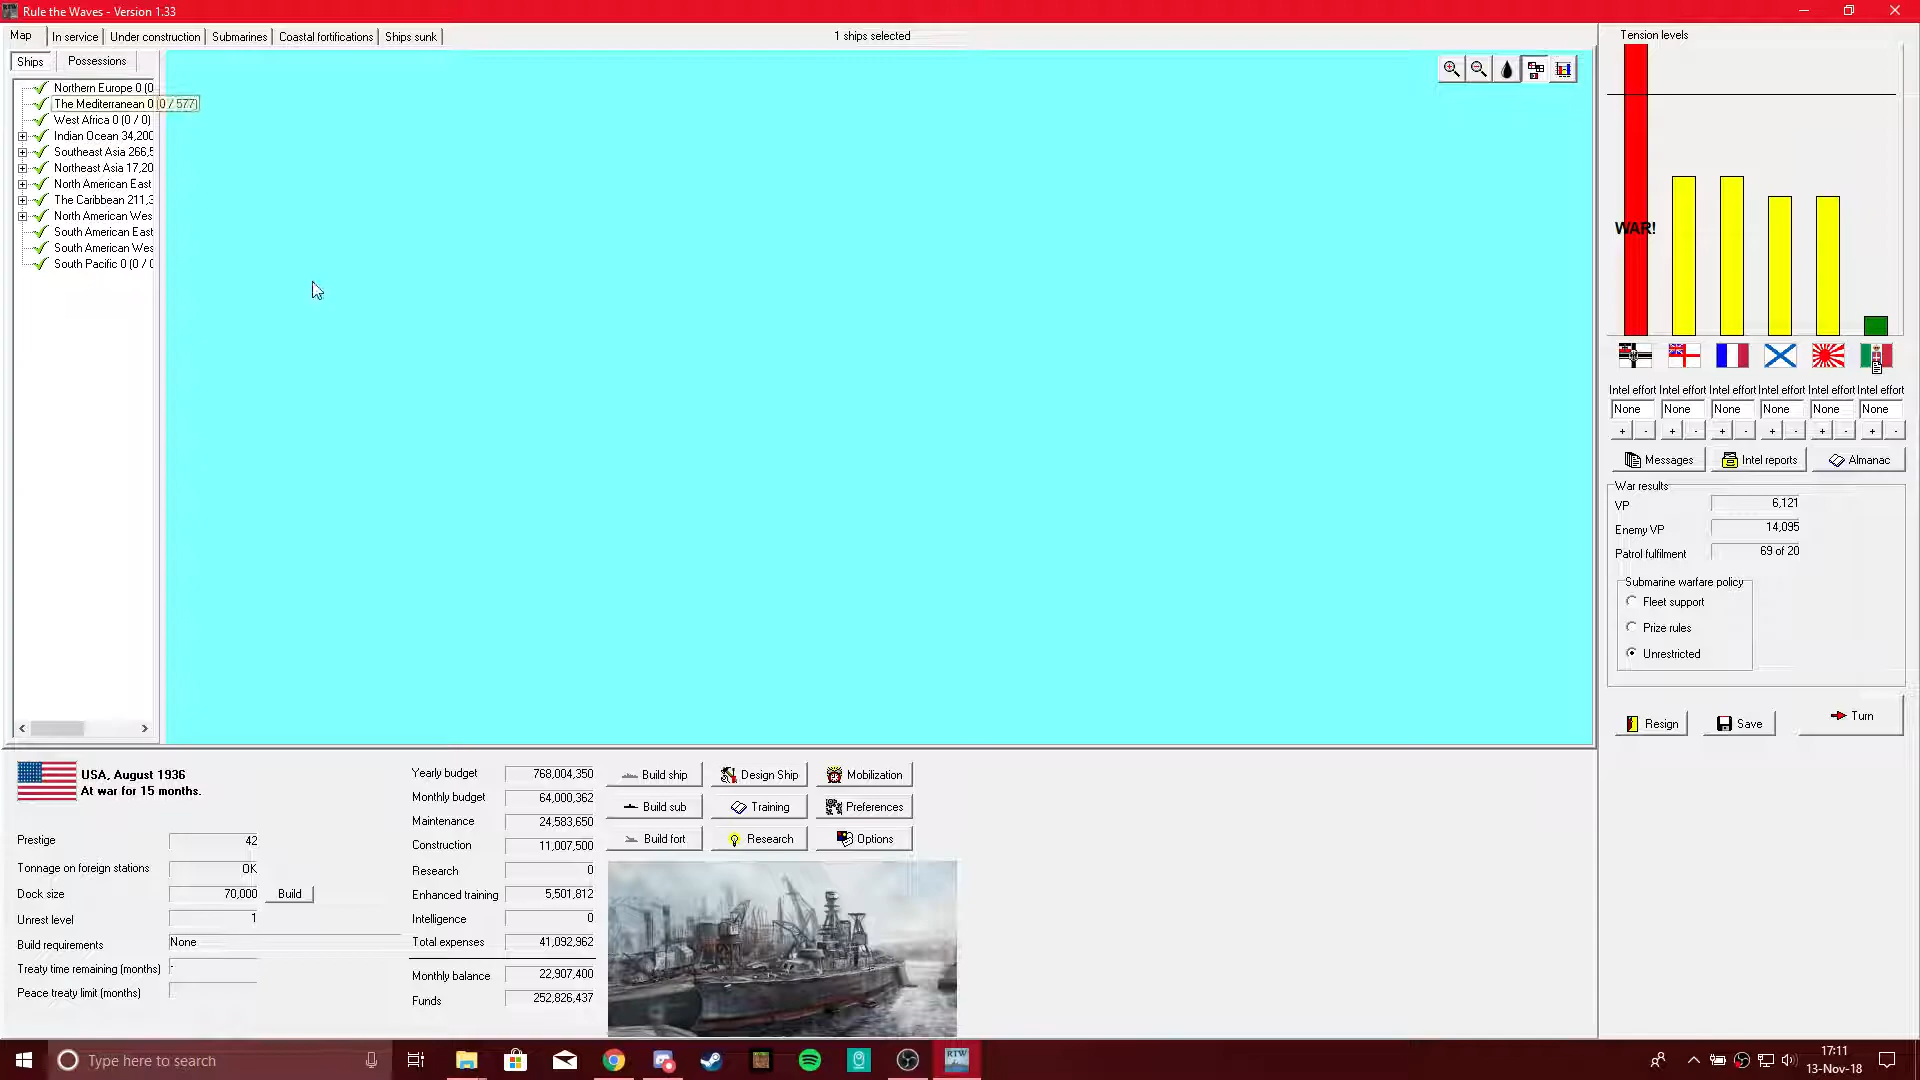 Rule the Waves - Version 1.33
Map
In service
Under construction
Submarines
Coastal fortifications
Ships sunk
1 ships selected
Tension levels
Ships
Possessions
Northern Europe 0 (0
The Mediterranean 0 (0 / 577)
West Africa 0 (0 / 0)
Indian Ocean 34,200
Southeast Asia 266,5
Northeast Asia 17,20
North American East
The Caribbean 211,3
North American Wes
South American East
South American Wes
South Pacific 0 (0 / 0
WAR!
Intel effort Intel effort Intel effort Intel effort Intel effort Intel effort
None None None None None None
+ - + - + - + - + - + -
Messages
Intel reports
Almanac
War results
VP 6,121
Enemy VP 14,095
Patrol fulfilment 69 of 20
Submarine warfare policy
Fleet support
Prize rules
Unrestricted
Resign
Save
Turn
USA, August 1936
At war for 15 months.
Prestige 42
Tonnage on foreign stations OK
Dock size 70,000 Build
Unrest level 1
Build requirements None
Treaty time remaining (months) -
Peace treaty limit (months)
Yearly budget 768,004,350
Monthly budget 64,000,362
Maintenance 24,583,650
Construction 11,007,500
Research 0
Enhanced training 5,501,812
Intelligence 0
Total expenses 41,092,962
Monthly balance 22,907,400
Funds 252,826,437
Build ship
Design Ship
Mobilization
Build sub
Training
Preferences
Build fort
Research
Options
Type here to search
RTW
17:11
13-Nov-18